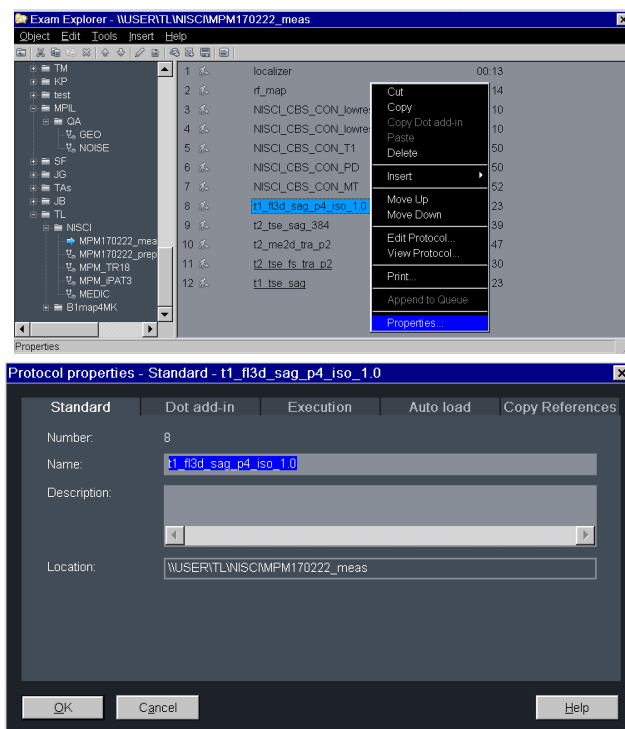 Exam Explorer - \\USER\TL\NISCI\MPM170222_meas
Object Edit Tools Insert Help
TM
KP
test
MPIL
QA
GEO
NOISE
SF
JG
TAs
JB
TL
NISCI
MPM170222_mea
MPM170222_prep
MPM_TR18
MPM_iPAT3
MEDIC
B1map4MK
1 localizer 00:13
2 rf_map 14
3 NISCI_CBS_CON_lowre 10
4 NISCI_CBS_CON_lowre 10
5 NISCI_CBS_CON_T1 50
6 NISCI_CBS_CON_PD 50
7 NISCI_CBS_CON_MT 52
8 t1_fl3d_sag_p4_iso_1.0 23
9 t2_tse_sag_384 39
10 t2_me2d_tra_p2 47
11 t2_tse_fs_tra_p2 30
12 t1_tse_sag 23
Cut
Copy
Copy Dot add-in
Paste
Delete
Insert
Move Up
Move Down
Edit Protocol...
View Protocol...
Print...
Append to Queue
Properties...
Properties
Protocol properties - Standard - t1_fl3d_sag_p4_iso_1.0
Standard Dot add-in Execution Auto load Copy References
Number: 8
Name: t1_fl3d_sag_p4_iso_1.0
Description:
Location: \\USER\TL\NISCI\MPM170222_meas
OK Cancel Help